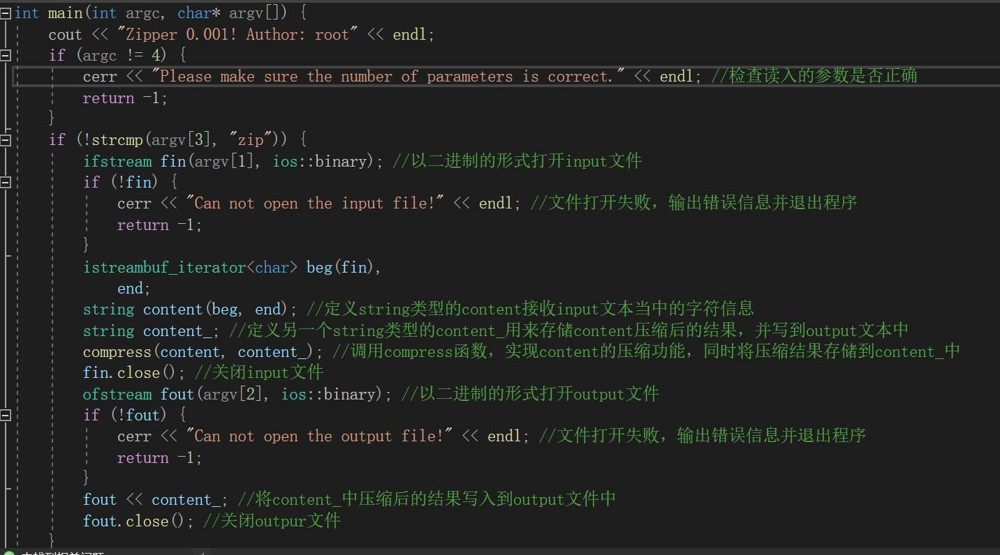 int main(int argc, char* argv[]) {
cout << "Zipper 0.001! Author: root" << endl;
if (argc != 4) {
cerr << "Please make sure the number of parameters is correct." << endl; //检查读入的参数是否正确
return -1;
}
if (!strcmp(argv[3], "zip")) {
ifstream fin(argv[1], ios::binary); //以二进制的形式打开input文件
if (!fin) {
cerr << "Can not open the input file!" << endl; //文件打开失败，输出错误信息并退出程序
return -1;
}
istreambuf_iterator<char> beg(fin),
end;
string content(beg, end); //定义string类型的content接收input文本当中的字符信息
string content_; //定义另一个string类型的content_用来存储content压缩后的结果，并写到output文本中
compress(content, content_); //调用compress函数，实现content的压缩功能，同时将压缩结果存储到content_中
fin.close(); //关闭input文件
ofstream fout(argv[2], ios::binary); //以二进制的形式打开output文件
if (!fout) {
cerr << "Can not open the output file!" << endl; //文件打开失败，输出错误信息并退出程序
return -1;
}
fout << content_; //将content_中压缩后的结果写入到output文件中
fout.close(); //关闭outpur文件
}